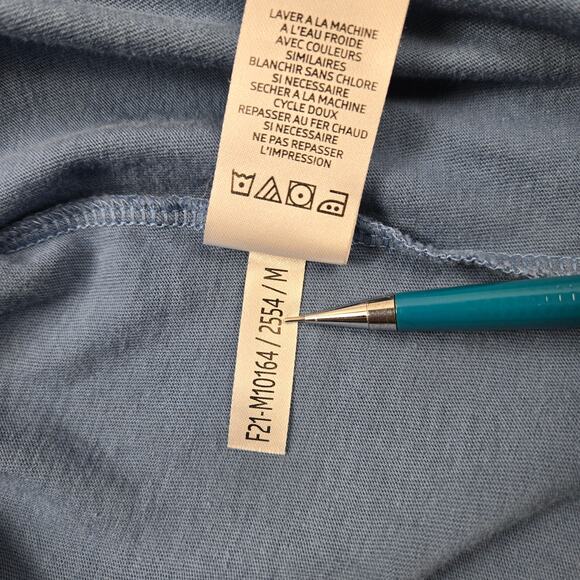 LAVER A LA MACHINE
A L'EAU FROIDE
AVEC COULEURS
SIMILAIRES
BLANCHIR SANS CHLORE
SI NECESSAIRE
SECHER A LA MACHINE
CYCLE DOUX
REPASSER AU FER CHAUD
SI NECESSAIRE
NE PAS REPASSER
L'IMPRESSION
F21-M10164 / 2554 / M